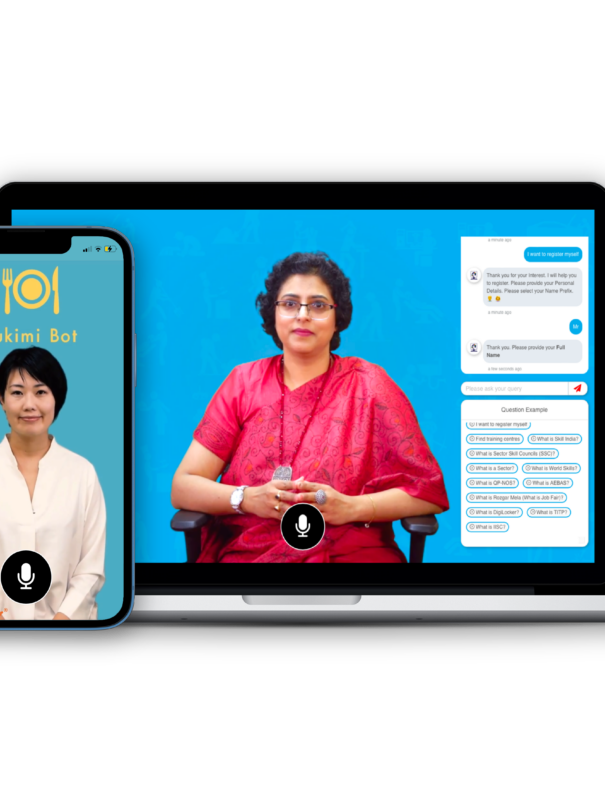 ukimi Bot
a minute ago
I want to register myself
Thank you for your interest. I will help you
to register. Please provide your Personal
Details. Please select your Name Prefix.
a minute ago
Mr
Thank you. Please provide your Full
Name
a few seconds ago
Please ask your query
Question Example
I want to register myself
Find training centres
What is Skill India?
What is Sector Skill Councils (SSC)?
What is a Sector?
What is World Skills?
What is QP-NOS?
What is AEBAS?
What is Rosgar Mela (What is Job Fair)?
What is DigiLocker?
What is TITP?
What is IISC?